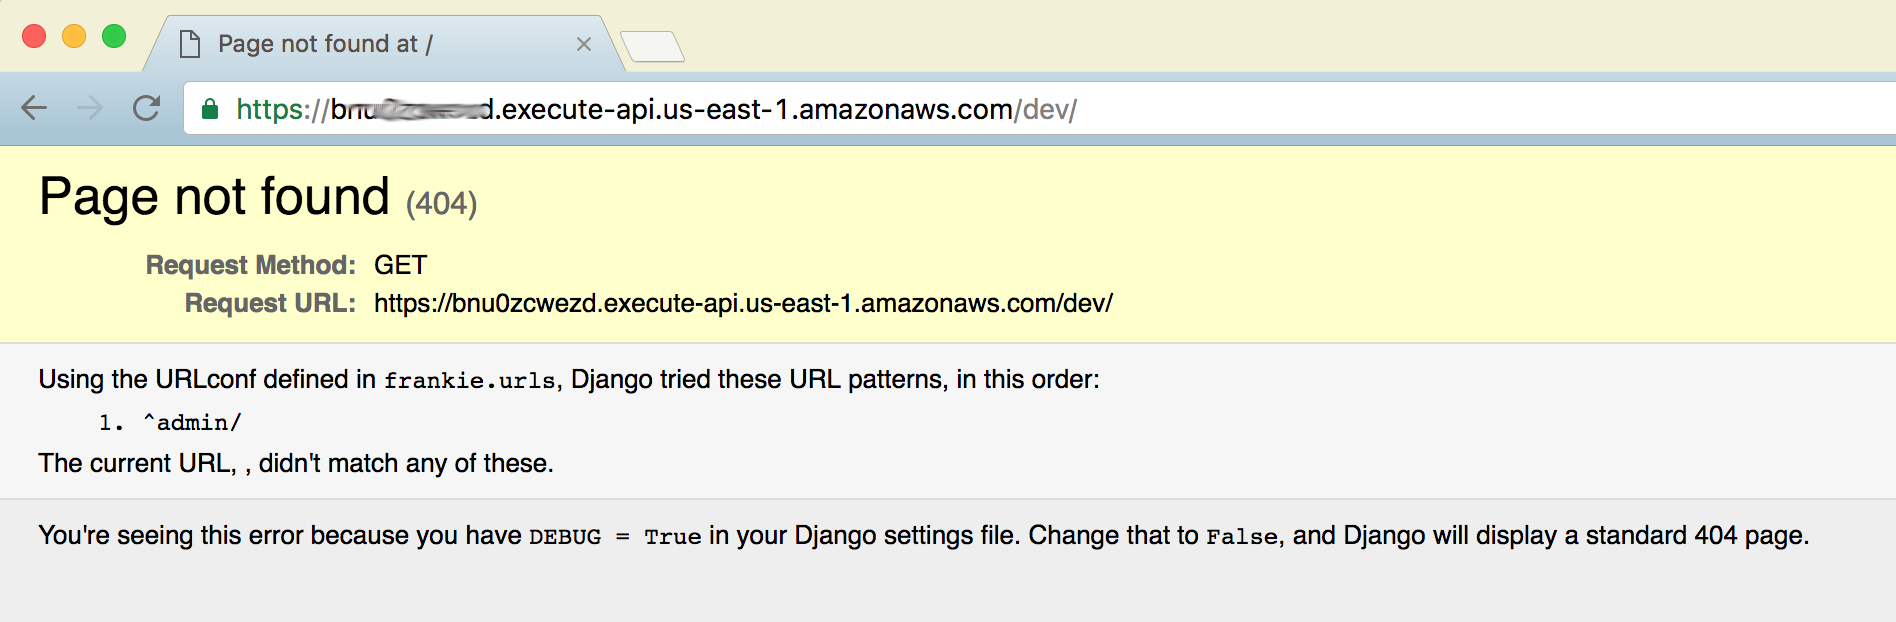 Page not found at /
.execute-api.us-east-1.amazonaws.com/dev/
Page not found (404)
Request Method: GET
Request URL: https://bnu0zcwezd.execute-api.us-east-1.amazonaws.com/dev/
Using the URLconf defined in frankie.urls, Django tried these URL patterns, in this order:
1. ^admin/
The current URL, , didn't match any of these.
You're seeing this error because you have DEBUG = True in your Django settings file. Change that to False, and Django will display a standard 404 page.